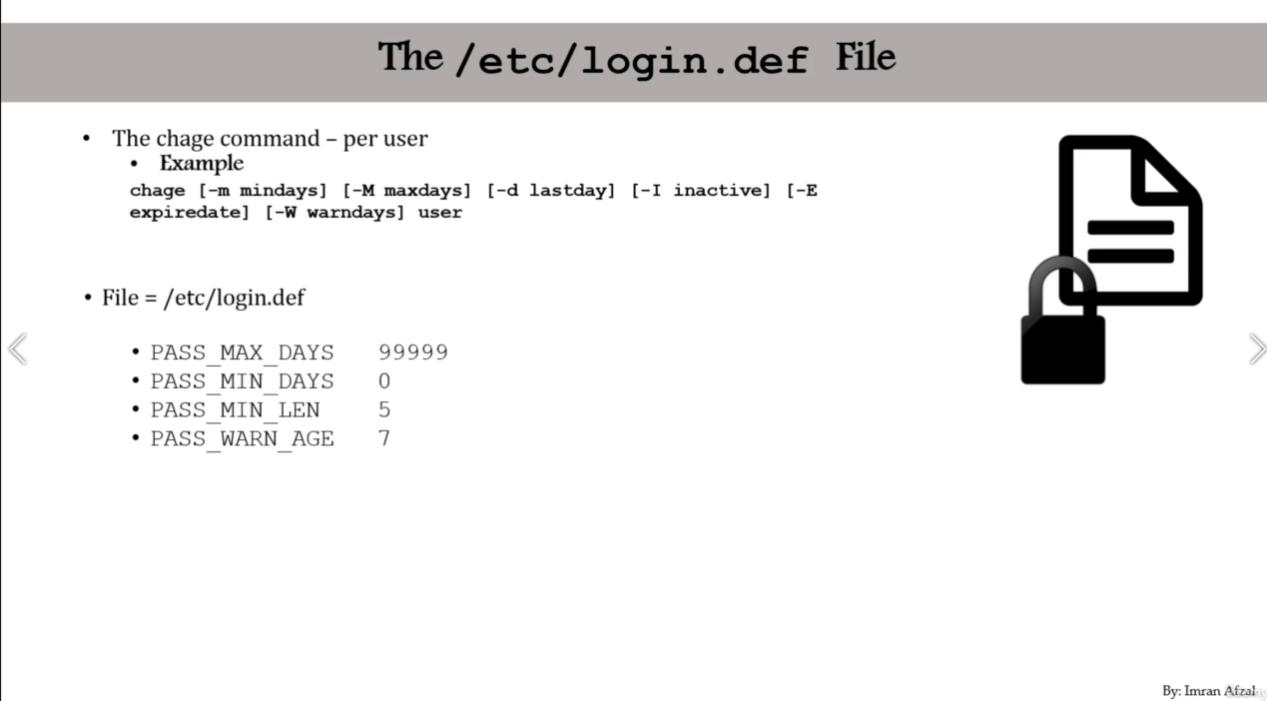 The /etc/login.def File
• The chage command – per user
• Example
chage [-m mindays] [-M maxdays] [-d lastday] [-I inactive] [-E
expiredate] [-W warndays] user
• File = /etc/login.def
• PASS_MAX_DAYS 99999
• PASS_MIN_DAYS 0
• PASS_MIN_LEN 5
• PASS_WARN_AGE 7
By: Imran Afzal